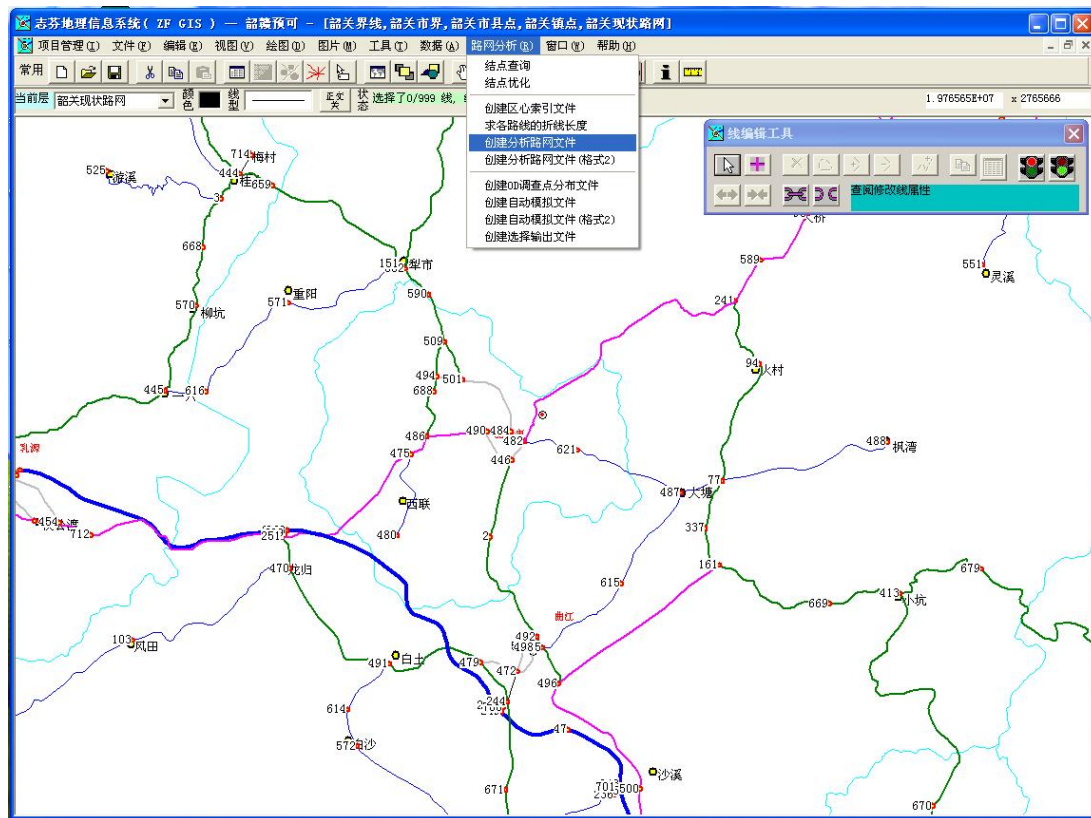 志芬地理信息系统( ZF GIS ) — 韶赣预可 - [韶关界线,韶关市界,韶关市县点,韶关镇点,韶关现状路网]
项目管理(I) 文件(F) 编辑(E) 视图(V) 绘图(D) 图片(M) 工具(T) 数据(A) 路网分析(R) 窗口(W) 帮助(H)
常用
当前层 韶关现状路网 颜色 线型 正交关 状态 选择了0/999 线,
1.976565E+07 x 2765666
结点查询
结点优化
创建区心索引文件
求各路线的折线长度
创建分析路网文件
创建分析路网文件(格式2)
创建OD调查点分布文件
创建自动模拟文件
创建自动模拟文件(格式2)
创建选择输出文件
线编辑工具
查阅修改线属性
714 梅村
525 游溪
444 桂
659
3
大桥
668
589
151 犁市
551
灵溪
重阳
590
571
241
570 柳坑
509
94 火村
494 501
688
445 616
490 484
486
482
488 枫湾
乳源
475
446
621
77
487 大塘
西联
454
712
251
480
2
337
161
470 龙归
679
615
669
413 小坑
曲江
103 风田
492
4985
白土
491
479
472
496
244
614
47
572 白沙
沙溪
671
701 500
670